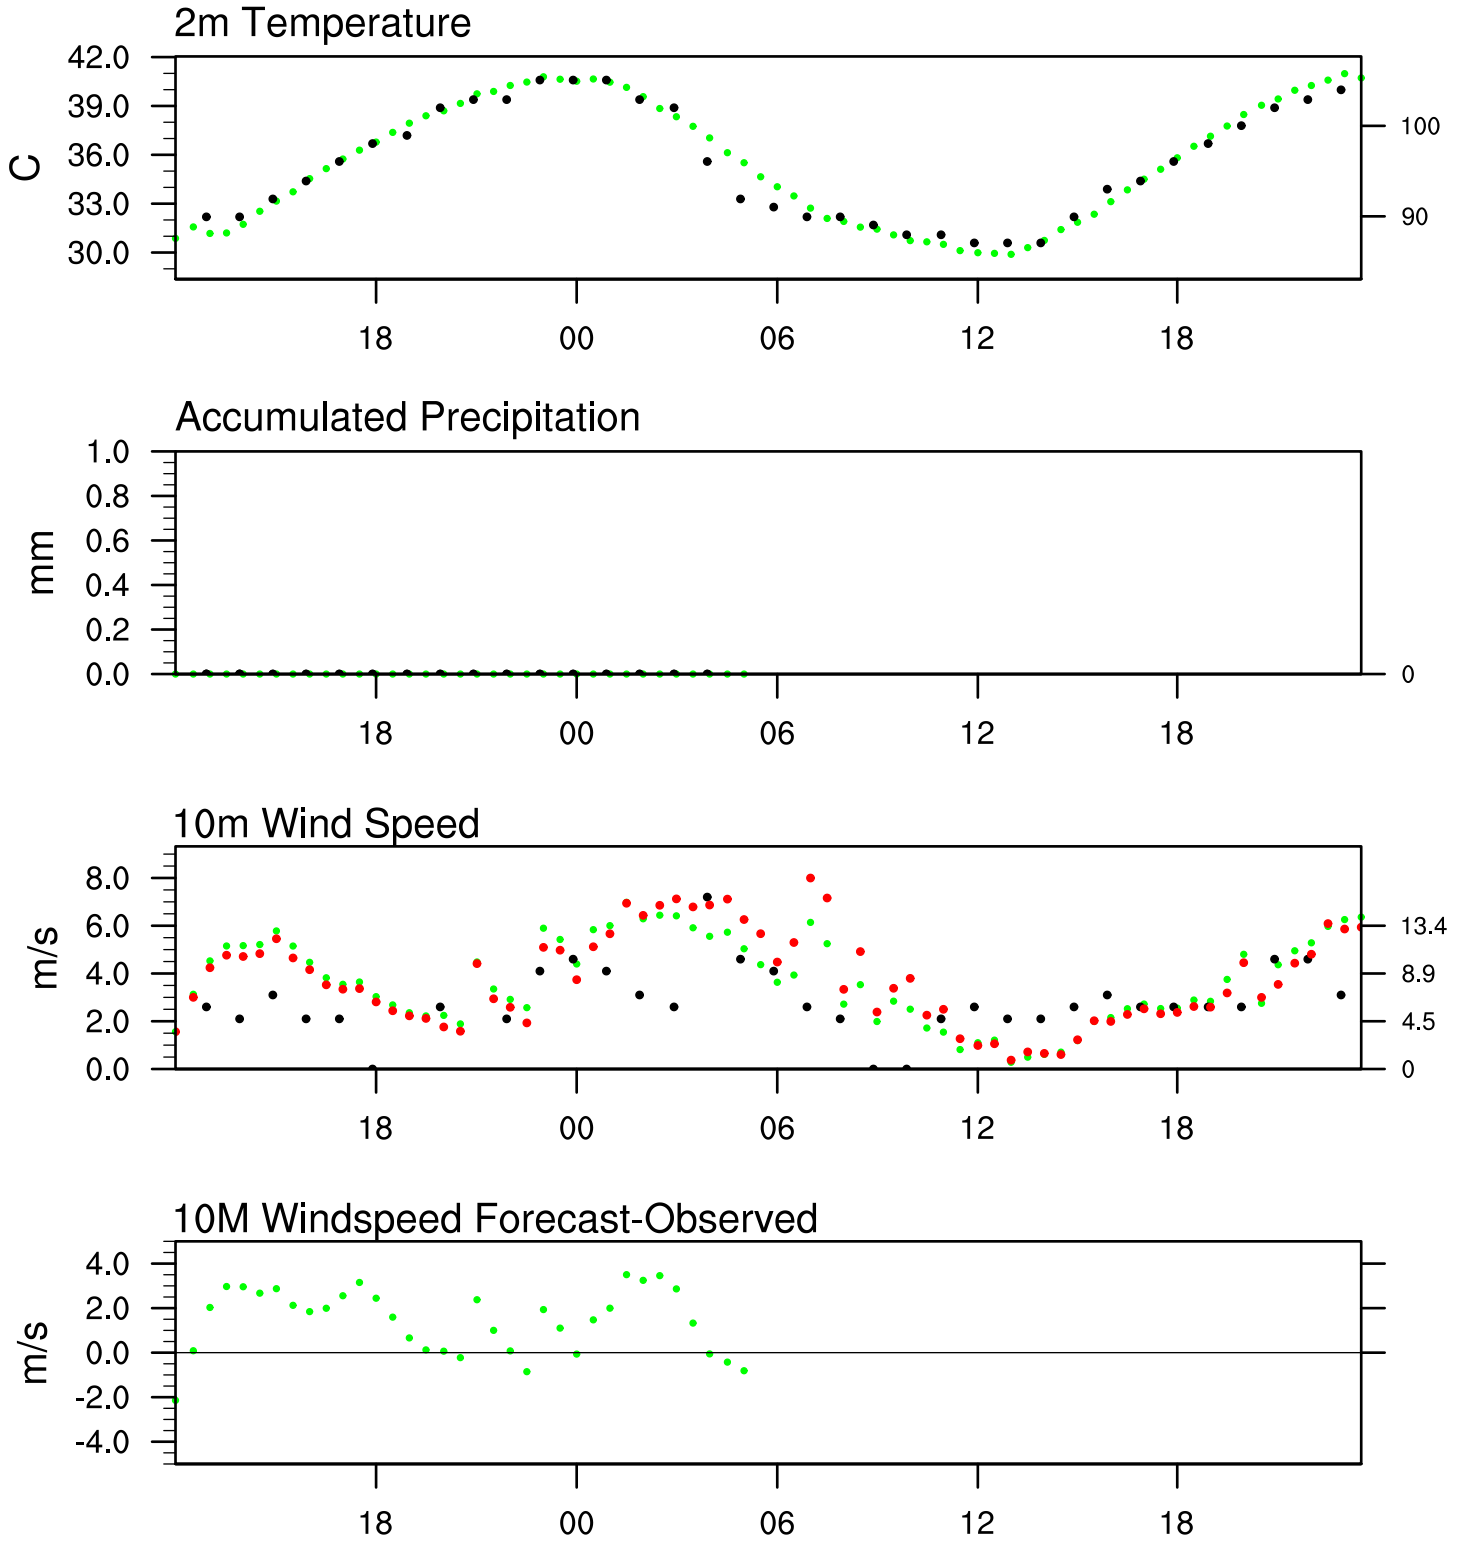 2m Temperature
42.0
39.0
36.0
33.0
30.0
C
100
90
18 00 06 12 18
Accumulated Precipitation
1.0
0.8
0.6
0.4
0.2
0.0
mm
0
18 00 06 12 18
10m Wind Speed
8.0
6.0
4.0
2.0
0.0
m/s
13.4
8.9
4.5
0
18 00 06 12 18
10M Windspeed Forecast-Observed
4.0
2.0
0.0
-2.0
-4.0
m/s
18 00 06 12 18